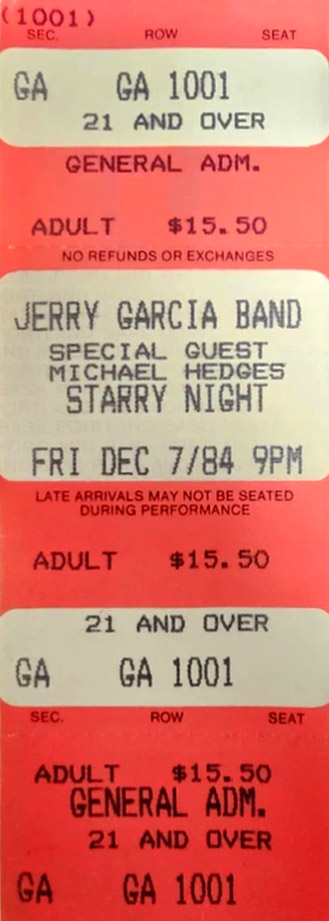 (1001)
SEC. ROW SEAT
GA GA 1001
21 AND OVER
GENERAL ADM.
ADULT $15.50
NO REFUNDS OR EXCHANGES
JERRY GARCIA BAND
SPECIAL GUEST
MICHAEL HEDGES
STARRY NIGHT
FRI DEC 7/84 9PM
LATE ARRIVALS MAY NOT BE SEATED
DURING PERFORMANCE
ADULT $15.50
21 AND OVER
GA GA 1001
SEC. ROW SEAT
ADULT $15.50
GENERAL ADM.
21 AND OVER
GA GA 1001